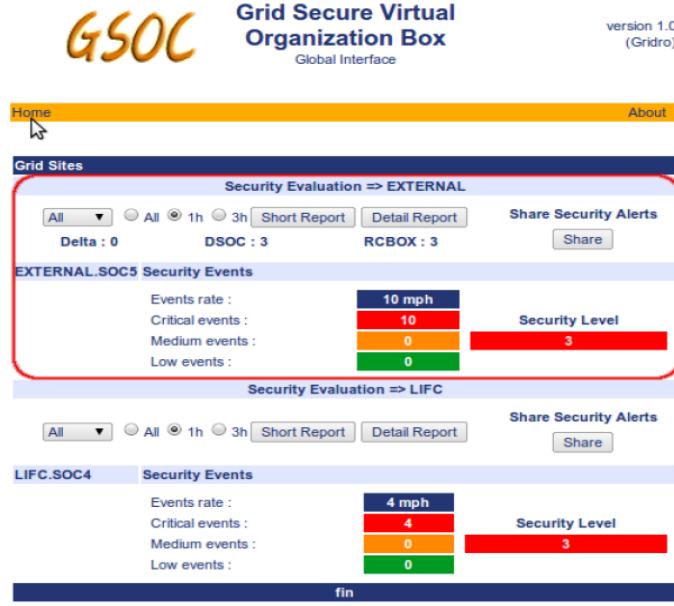 GSOC
Grid Secure Virtual
Organization Box
Global Interface
version 1.0
(Gridro)
Home About
Grid Sites
Security Evaluation => EXTERNAL
All All 1h 3h Short Report Detail Report Share Security Alerts
Share
Delta : 0 DSOC : 3 RCBOX : 3
EXTERNAL.SOC5 Security Events
Events rate : 10 mph
Critical events : 10 Security Level
Medium events : 0 3
Low events : 0
Security Evaluation => LIFC
Share Security Alerts
All All 1h 3h Short Report Detail Report Share
LIFC.SOC4 Security Events
Events rate : 4 mph
Critical events : 4 Security Level
Medium events : 0 3
Low events : 0
fin